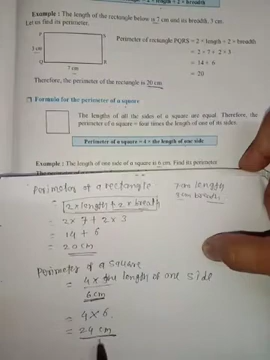 Example : The length of the rectangle below is 7 cm and its breadth, 3 cm.
Let us find its perimeter.
P
S
3 cm
Q
R
7 cm
Perimeter of rectangle PQRS = 2 × length + 2 × breadth
= 2 × 7 + 2 × 3
= 14 + 6
= 20
Therefore, the perimeter of the rectangle is 20 cm.
Formula for the perimeter of a square
The lengths of all the sides of a square are equal. Therefore, the
perimeter of a square = four times the length of one of its sides.
Perimeter of a square = 4 × the length of one side
Example : The length of one side of a square is 6 cm. Find its perimeter.
Perimeter of a rectangle
= 2×length + 2× breath
= 2×7 + 2×3
= 14 + 6
= 20 cm
7cm length
3cm
Perimeter of a square
= 4 × the length of one side
6cm
= 4×6
= 24 cm